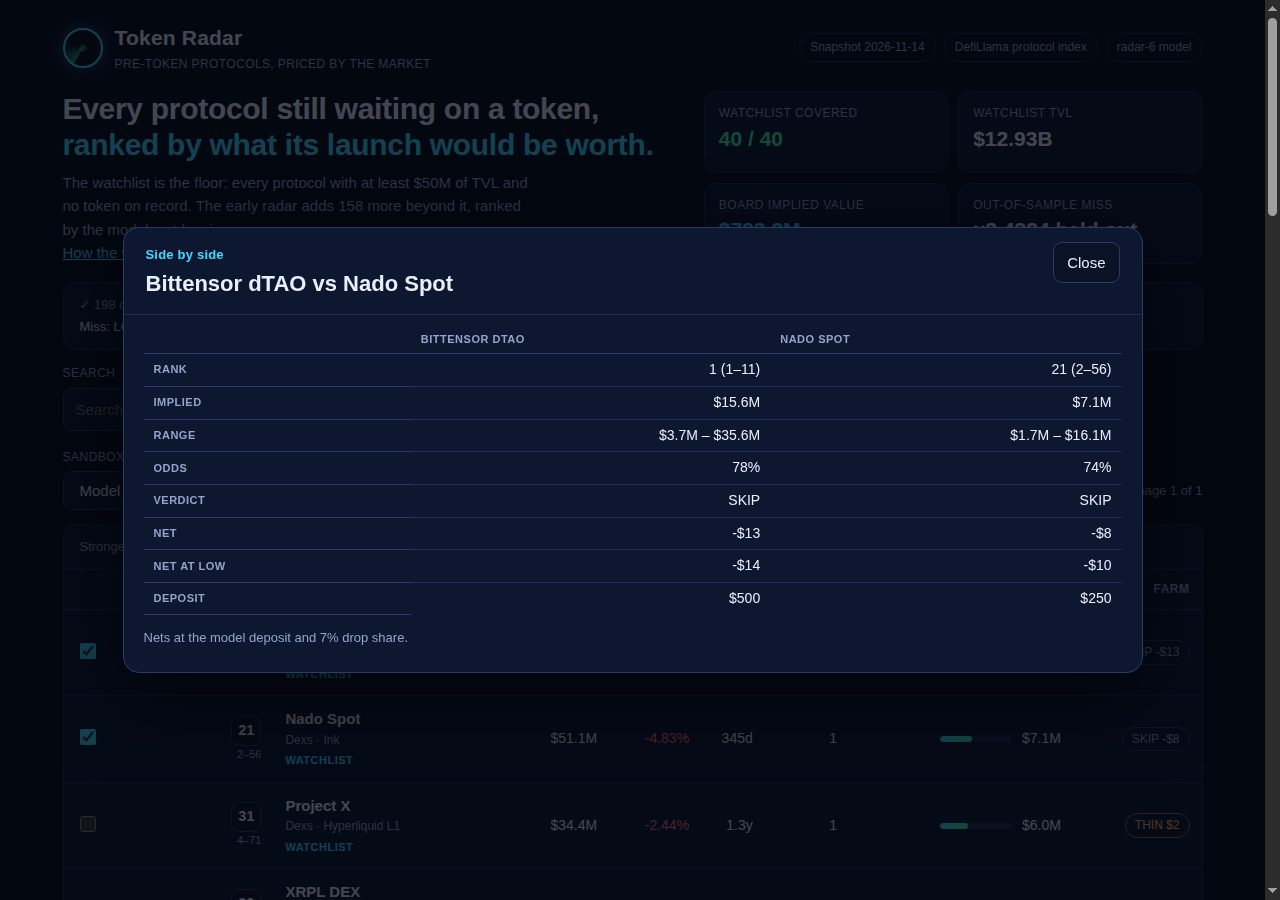 Token Radar
PRE-TOKEN PROTOCOLS, PRICED BY THE MARKET
Snapshot 2026-11-14
DefiLlama protocol index
radar-6 model
Every protocol still waiting on a token,
ranked by what its launch would be worth.
The watchlist is the floor: every protocol with at least $50M of TVL and
no token on record. The early radar adds 158 more beyond it, ranked
by the
How the
WATCHLIST COVERED
40 / 40
WATCHLIST TVL
$12.93B
BOARD IMPLIED VALUE
OUT-OF-SAMPLE MISS
✓ 198
Miss:
SEARCH
Search
SANDBOX
Model
page 1 of 1
Side by side
Bittensor dTAO vs Nado Spot
Close
BITTENSOR DTAO NADO SPOT
RANK 1 (1–11) 21 (2–56)
IMPLIED $15.6M $7.1M
RANGE $3.7M – $35.6M $1.7M – $16.1M
ODDS 78% 74%
VERDICT SKIP SKIP
NET -$13 -$8
NET AT LOW -$14 -$10
DEPOSIT $500 $250
Nets at the model deposit and 7% drop share.
FARM
-$13
WATCHLIST
21
2–56
Nado Spot
Dexs · Ink
WATCHLIST
$51.1M -4.83% 345d 1 $7.1M SKIP -$8
31
4–71
Project X
Dexs · Hyperliquid L1
WATCHLIST
$34.4M -2.44% 1.3y 1 $6.0M THIN $2
XRPL DEX